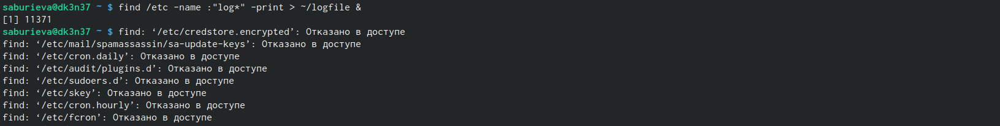 saburieva@dk3n37 ~ $ find /etc -name :"log*" -print > ~/logfile &
[1] 11371
saburieva@dk3n37 ~ $ find: ‘/etc/credstore.encrypted’: Отказано в доступе
find: ‘/etc/mail/spamassassin/sa-update-keys’: Отказано в доступе
find: ‘/etc/cron.daily’: Отказано в доступе
find: ‘/etc/audit/plugins.d’: Отказано в доступе
find: ‘/etc/sudoers.d’: Отказано в доступе
find: ‘/etc/skey’: Отказано в доступе
find: ‘/etc/cron.hourly’: Отказано в доступе
find: ‘/etc/fcron’: Отказано в доступе